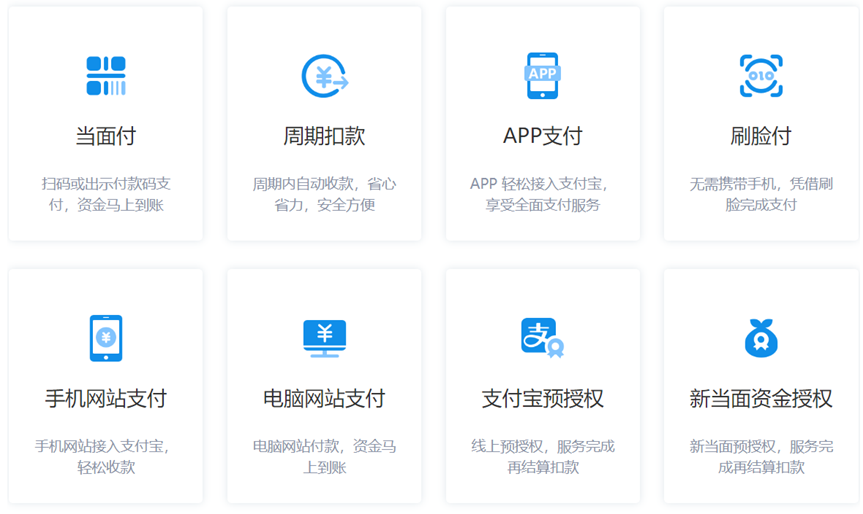 APP
010
当面付
周期扣款
APP支付
刷脸付
扫码或出示付款码支
付，资金马上到账
周期内自动收款，省心
省力，安全方便
APP 轻松接入支付宝，
享受全面支付服务
无需携带手机，凭借刷
脸完成支付
¥
¥
支
手机网站支付
电脑网站支付
支付宝预授权
新当面资金授权
手机网站接入支付宝，
轻松收款
电脑网站付款，资金马
上到账
线上预授权，服务完成
再结算扣款
新当面预授权，服务完
成再结算扣款